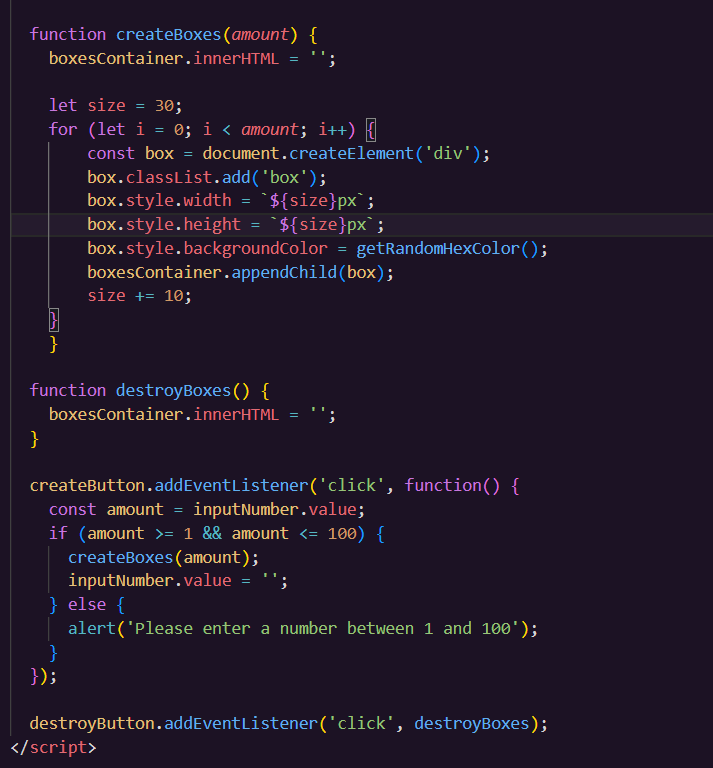 function createBoxes(amount) {
  boxesContainer.innerHTML = '';

  let size = 30;
  for (let i = 0; i < amount; i++) {
      const box = document.createElement('div');
      box.classList.add('box');
      box.style.width = `${size}px`;
      box.style.height = `${size}px`;
      box.style.backgroundColor = getRandomHexColor();
      boxesContainer.appendChild(box);
      size += 10;
  }
  }

function destroyBoxes() {
  boxesContainer.innerHTML = '';
}

createButton.addEventListener('click', function() {
  const amount = inputNumber.value;
  if (amount >= 1 && amount <= 100) {
    createBoxes(amount);
    inputNumber.value = '';
  } else {
    alert('Please enter a number between 1 and 100');
  }
});

destroyButton.addEventListener('click', destroyBoxes);
</script>